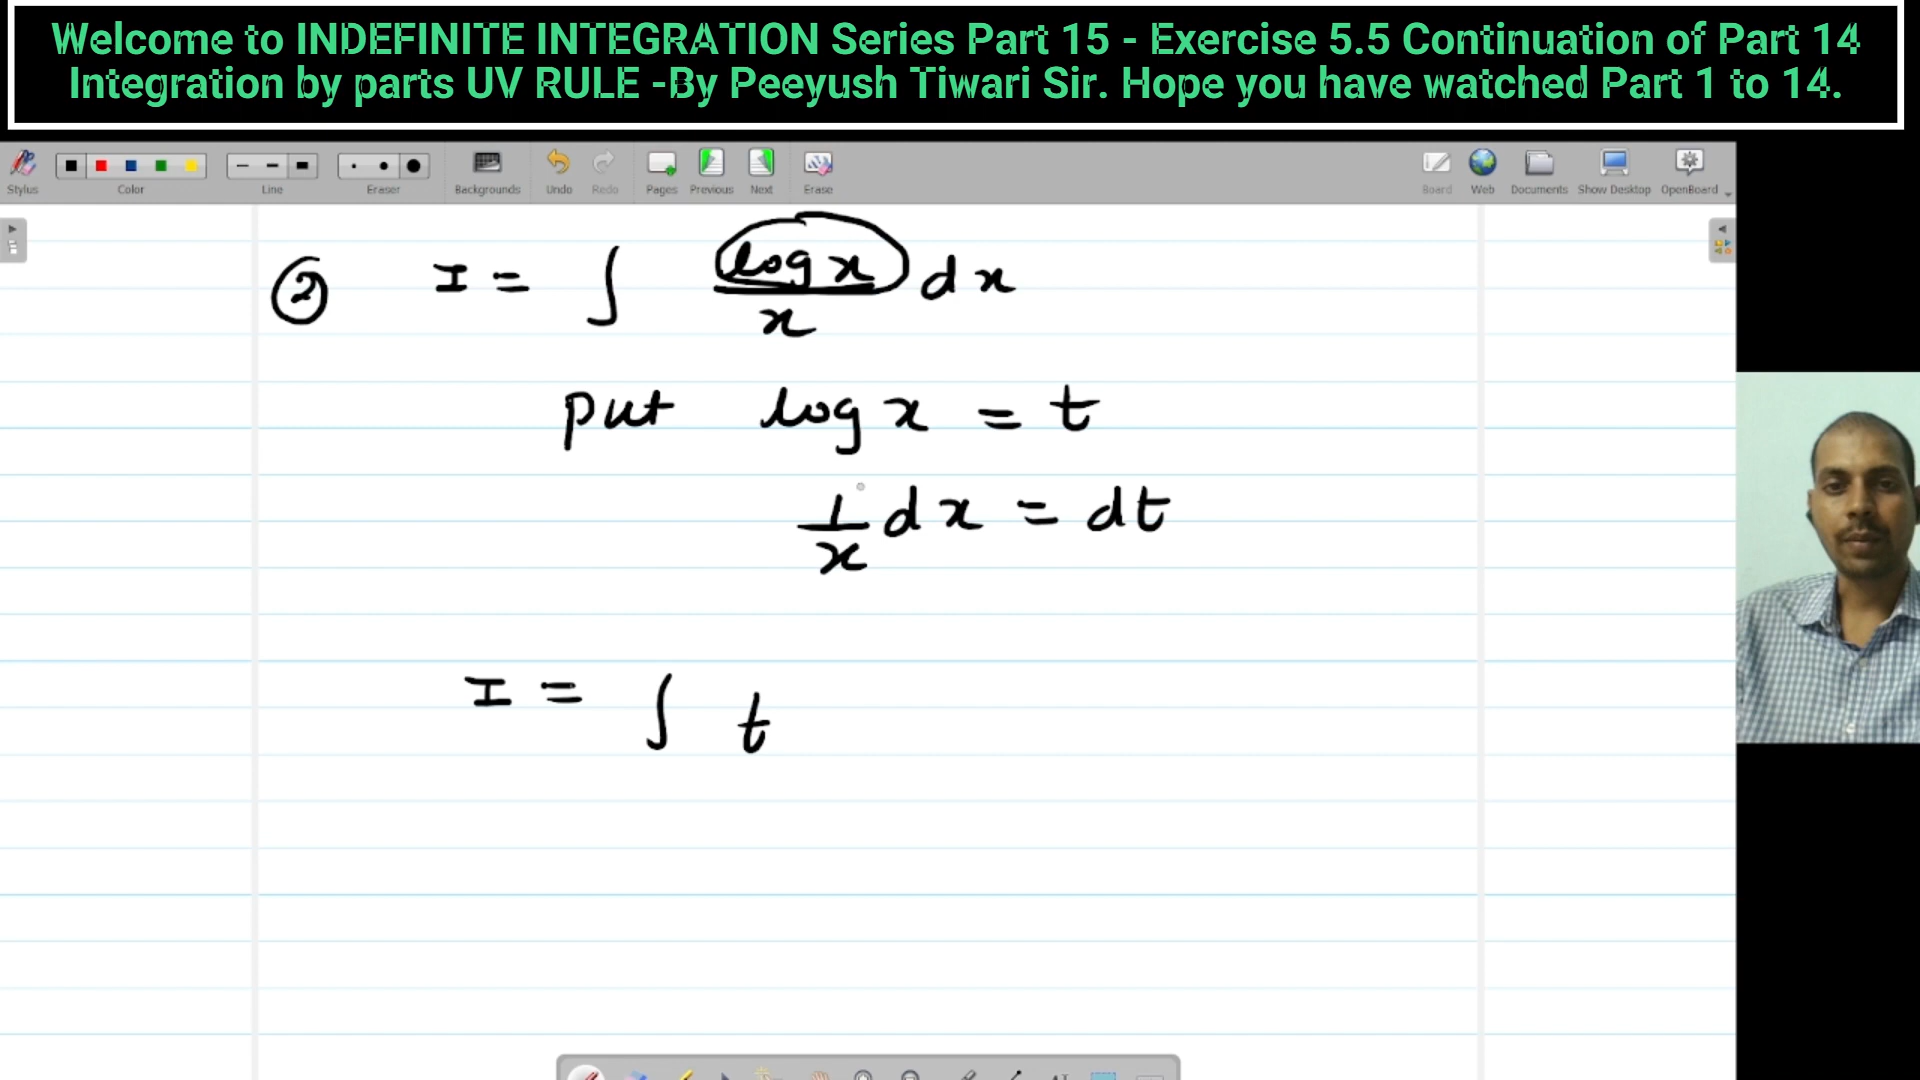 Welcome to INDEFINITE INTEGRATION Series Part 15 - Exercise 5.5 Continuation of Part 14
Integration by parts UV RULE -By Peeyush Tiwari Sir. Hope you have watched Part 1 to 14.
Stylus Color Line Eraser Backgrounds Undo Redo Pages Previous Next Erase Board Web Documents Show Desktop OpenBoard
② I = ∫ log x / x dx
put log x = t
1/x dx = dt
I = ∫ t